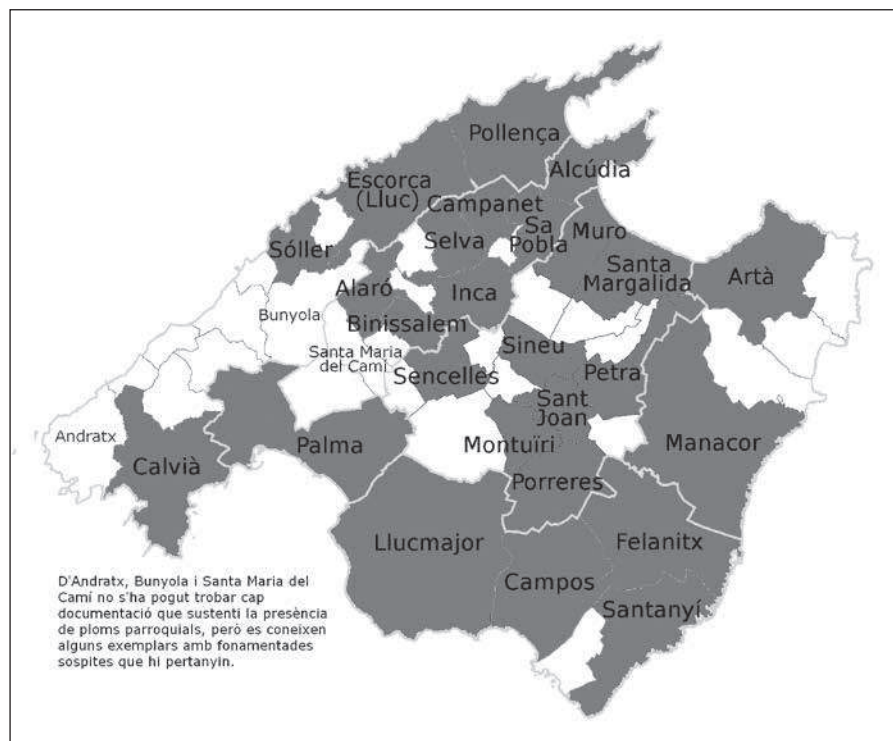 Pollença
Alcúdia
Escorca
(Lluc)
Campanet
Sa
Pobla
Selva
Muro
Sóller
Santa
Margalida
Artà
Alaró
Inca
Bunyola
Binissalem
Santa Maria
del Camí
Sineu
Sencelles
Petra
Sant
Joan
Andratx
Calvià
Palma
Montuïri
Manacor
Porreres
Llucmajor
Felanitx
Campos
Santanyí
D'Andratx, Bunyola i Santa Maria del
Camí no s'ha pogut trobar cap
documentació que sustenti la presència
de ploms parroquials, però es coneixen
alguns exemplars amb fonamentades
sospites que hi pertanyin.